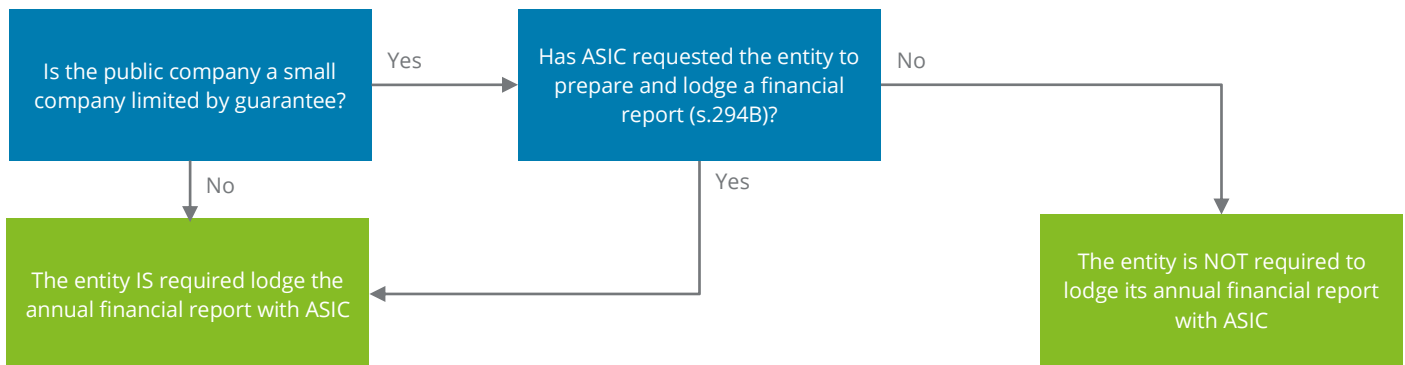 Is the public company a small
company limited by guarantee?
Yes
Has ASIC requested the entity to
prepare and lodge a financial
report (s.294B)?
No
No
Yes
The entity IS required lodge the
annual financial report with ASIC
The entity is NOT required to
lodge its annual financial report
with ASIC